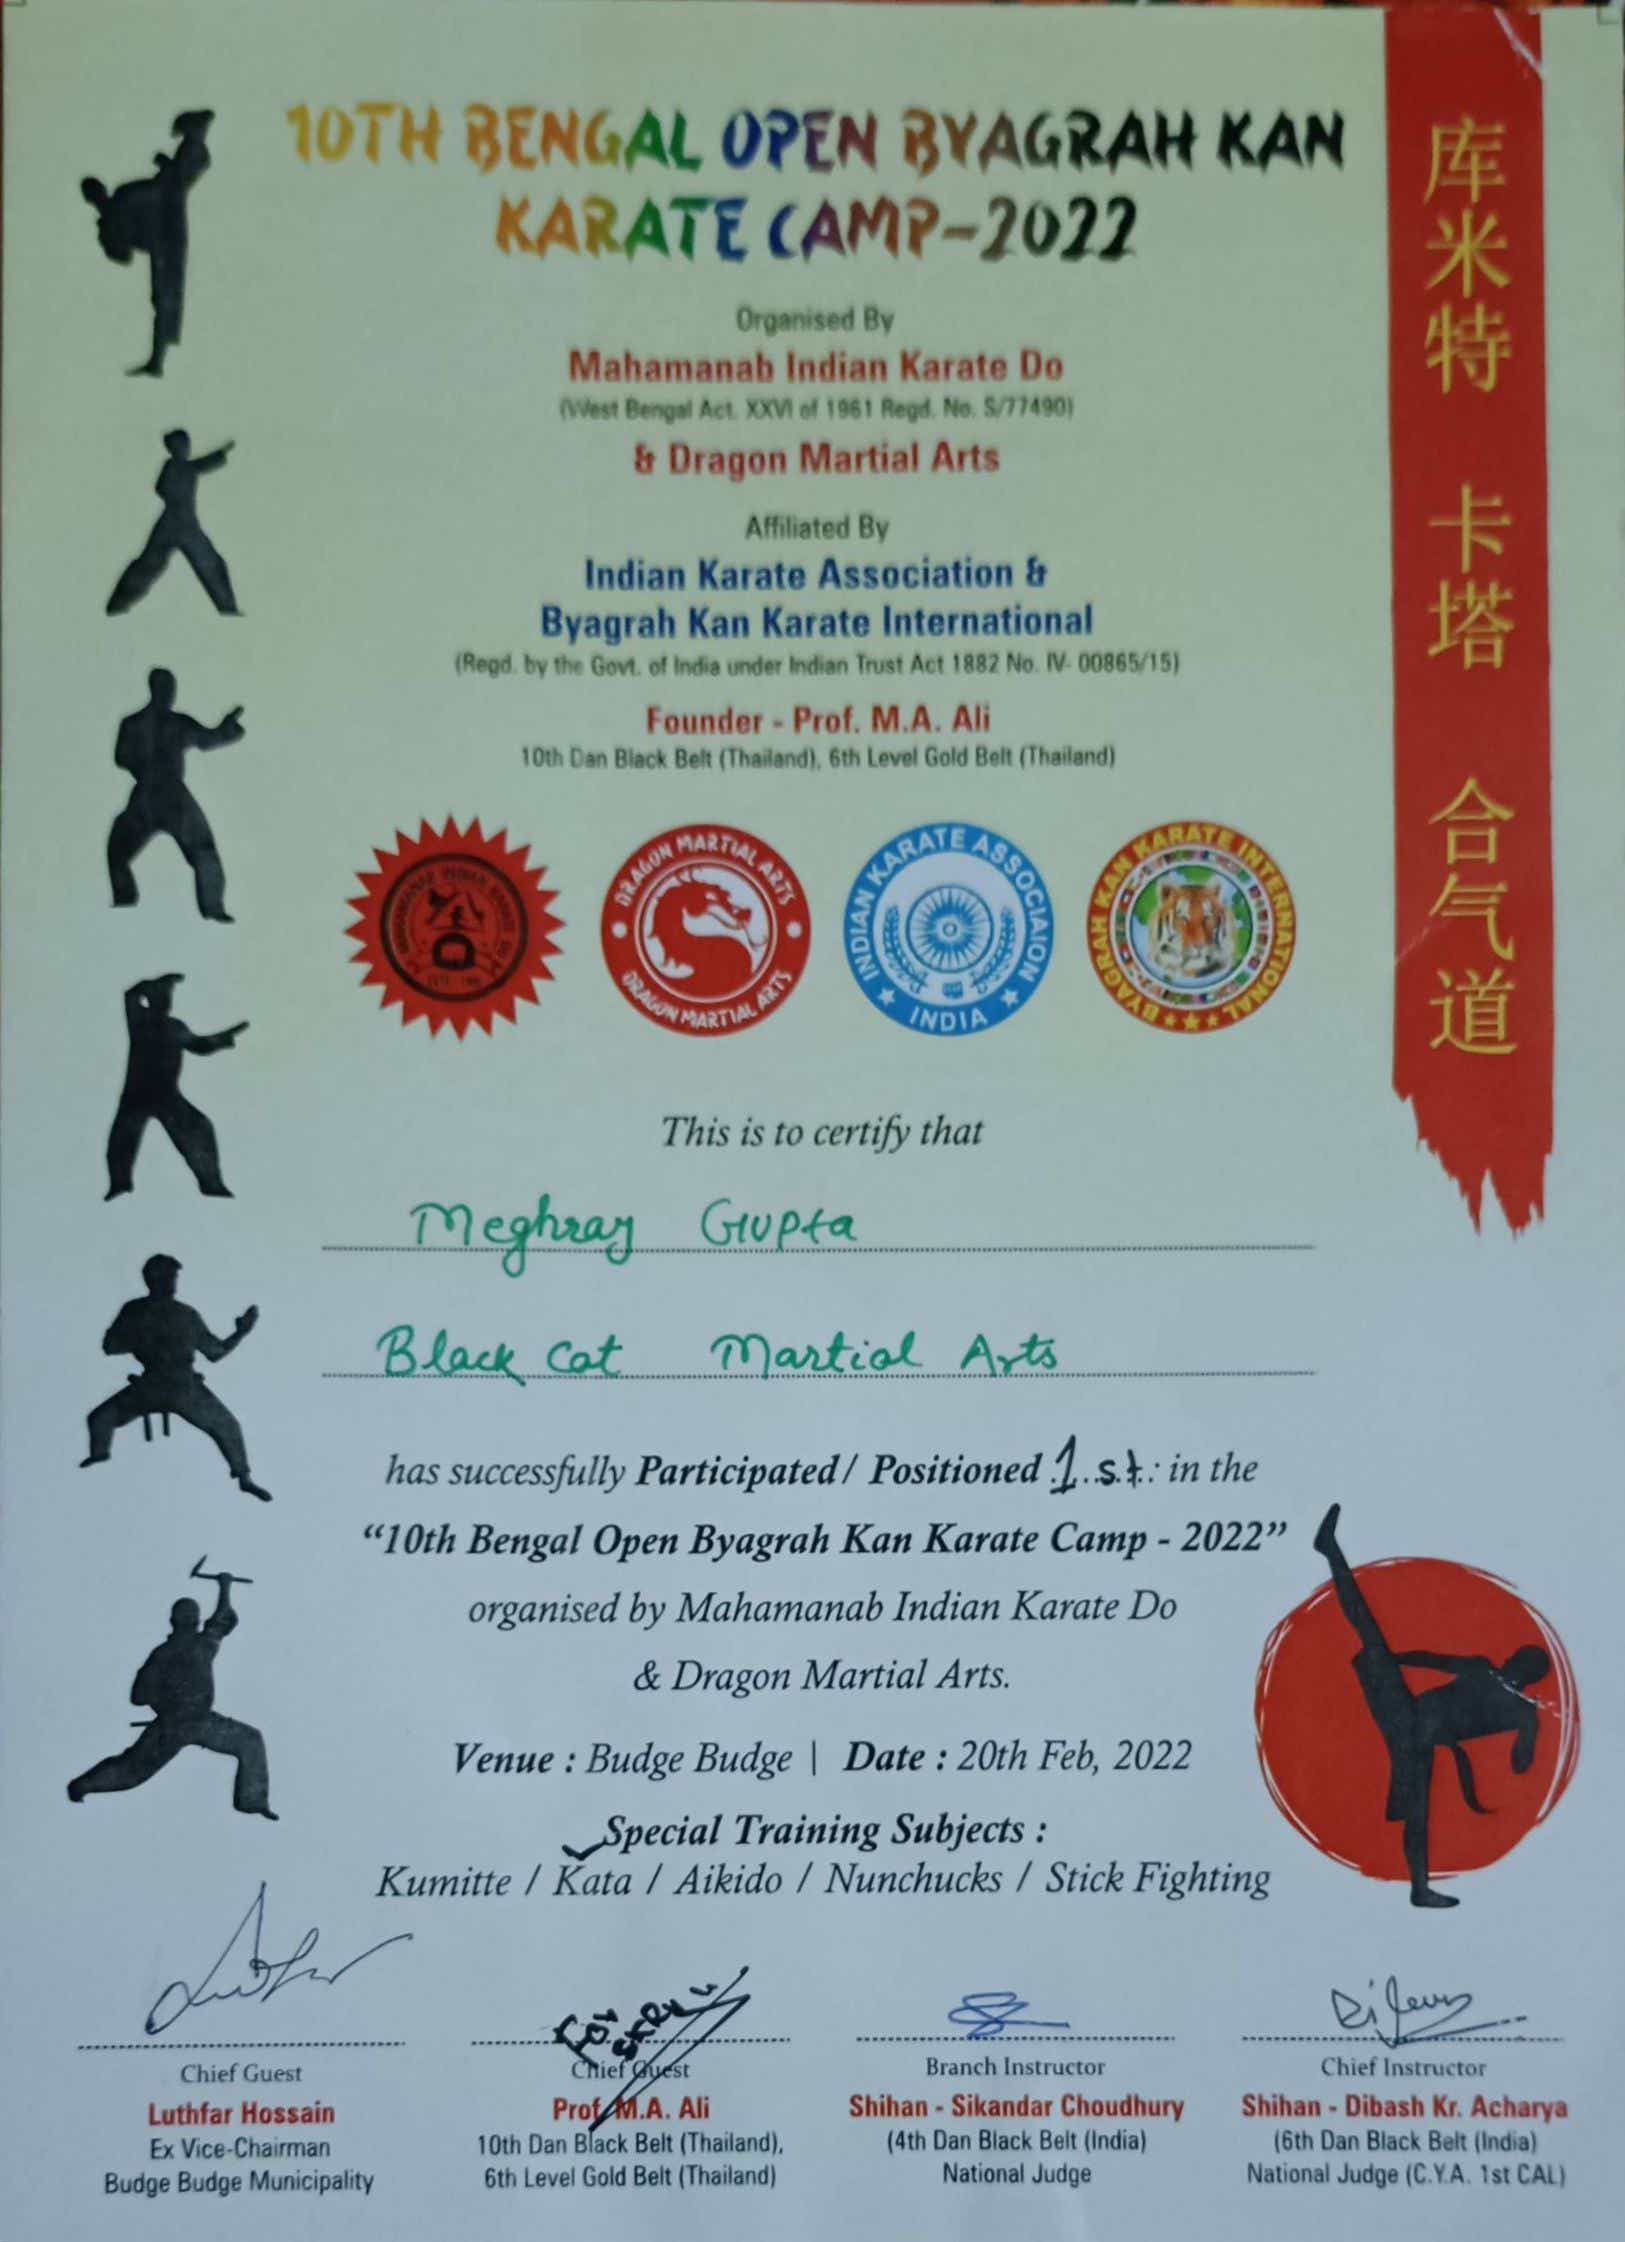 10TH BENGAL OPEN BYAGRAH KAN
KARATE CAMP-2022
Organised By
Mahamanab Indian Karate Do
(West Bengal Act. XXVI of 1961 Regd. No. S/77490)
& Dragon Martial Arts
Affiliated By
Indian Karate Association &
Byagrah Kan Karate International
(Regd. by the Govt. of India under Indian Trust Act 1882 No. IV- 00865/15)
Founder - Prof. M.A. Ali
10th Dan Black Belt (Thailand), 6th Level Gold Belt (Thailand)
库米特 卡塔 合气道
MAHAMANAB INDIAN KARATE DO
DRAGON MARTIAL ARTS
DRAGON MARTIAL ARTS
INDIAN KARATE ASSOCIAION
INDIA
BYAGRAH KAN KARATE INTERNATIONAL
This is to certify that
Meghraj Gupta
Black Cat Martial Arts
has successfully Participated / Positioned 1st in the
“10th Bengal Open Byagrah Kan Karate Camp - 2022”
organised by Mahamanab Indian Karate Do
& Dragon Martial Arts.
Venue : Budge Budge | Date : 20th Feb, 2022
Special Training Subjects :
Kumitte / Kata / Aikido / Nunchucks / Stick Fighting
Chief Guest
Luthfar Hossain
Ex Vice-Chairman
Budge Budge Municipality
For
Chief Guest
Prof. M.A. Ali
10th Dan Black Belt (Thailand),
6th Level Gold Belt (Thailand)
Branch Instructor
Shihan - Sikandar Choudhury
(4th Dan Black Belt (India)
National Judge
Chief Instructor
Shihan - Dibash Kr. Acharya
(6th Dan Black Belt (India)
National Judge (C.Y.A. 1st CAL)